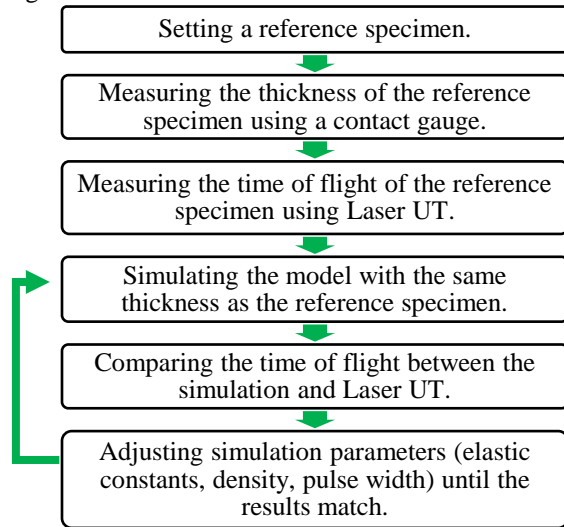 Setting a reference specimen.
Measuring the thickness of the reference
specimen using a contact gauge.
Measuring the time of flight of the reference
specimen using Laser UT.
Simulating the model with the same
thickness as the reference specimen.
Comparing the time of flight between the
simulation and Laser UT.
Adjusting simulation parameters (elastic
constants, density, pulse width) until the
results match.